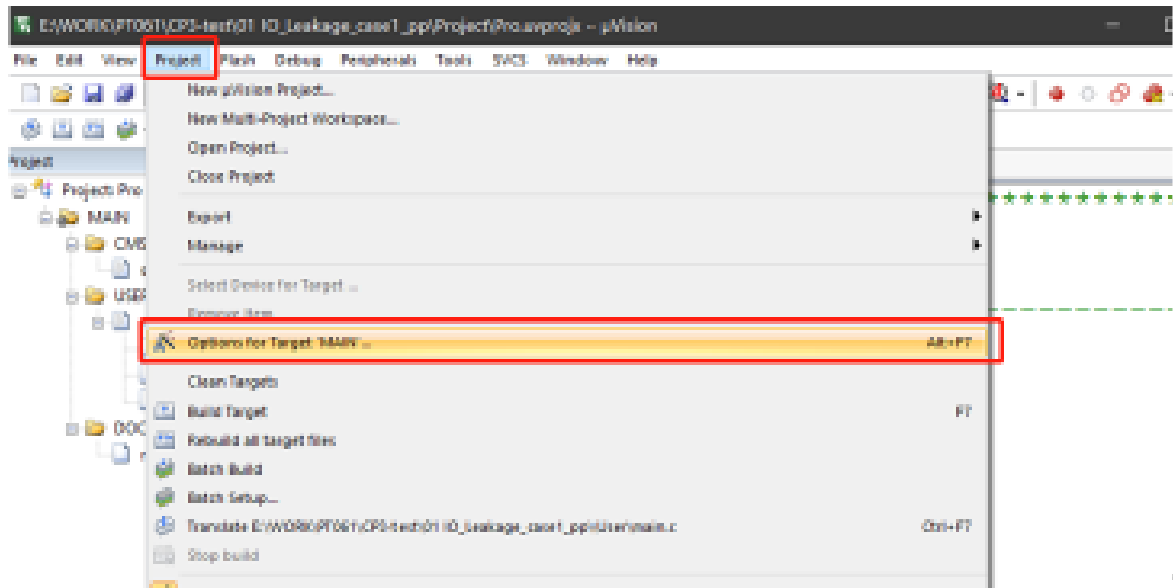 E:\WORK\PT061\CP3-test\01 IO_Leakage_case1_pp\Project\Pro.uvprojx - µVision
File Edit View Project Flash Debug Peripherals Tools SVCS Window Help
New µVision Project...
New Multi-Project Workspace...
Open Project...
Close Project
Project
Project: Pro
MAIN
Export
Manage
CMS
Select Device for Target ...
USER
Remove Item
Options for Target 'MAIN' ... Alt+F7
Clean Targets
Build Target F7
DOC
Rebuild all target files
Batch Build
Batch Setup...
Translate E:\WORK\PT061\CP3-test\01 IO_Leakage_case1_pp\User\main.c Ctrl+F7
Stop build